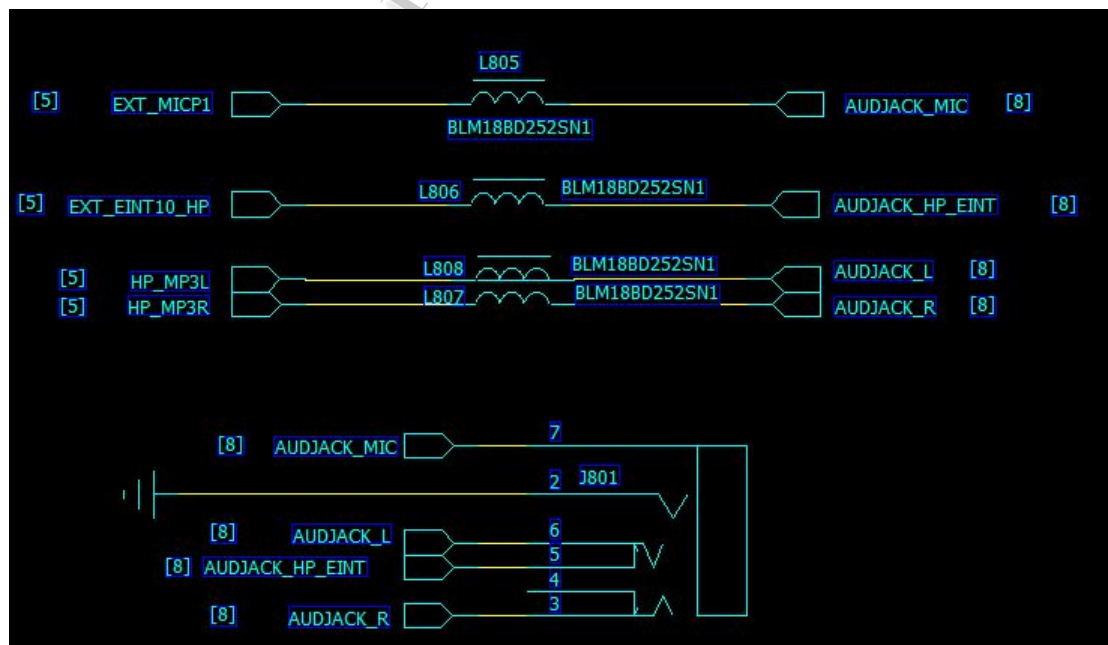 L805
[5] EXT_MICP1 AUDJACK_MIC [8]
BLM18BD252SN1
L806 BLM18BD252SN1
[5] EXT_EINT10_HP AUDJACK_HP_EINT [8]
L808 BLM18BD252SN1
[5] HP_MP3L AUDJACK_L [8]
L807 BLM18BD252SN1
[5] HP_MP3R AUDJACK_R [8]
[8] AUDJACK_MIC 7
2 J801
[8] AUDJACK_L 6
5
[8] AUDJACK_HP_EINT
4
3
[8] AUDJACK_R